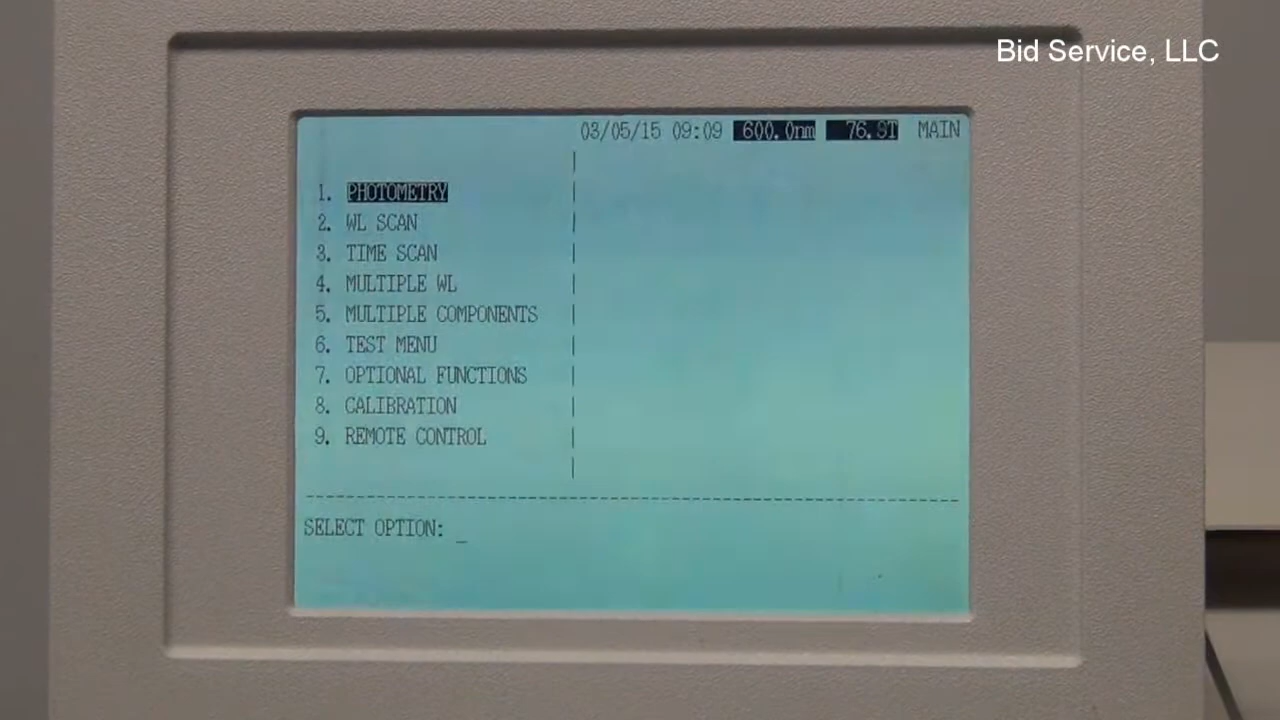 Bid Service, LLC
03/05/15 09:09 600.0nm 76.9T MAIN
1. PHOTOMETRY
2. WL SCAN
3. TIME SCAN
4. MULTIPLE WL
5. MULTIPLE COMPONENTS
6. TEST MENU
7. OPTIONAL FUNCTIONS
8. CALIBRATION
9. REMOTE CONTROL
SELECT OPTION: _